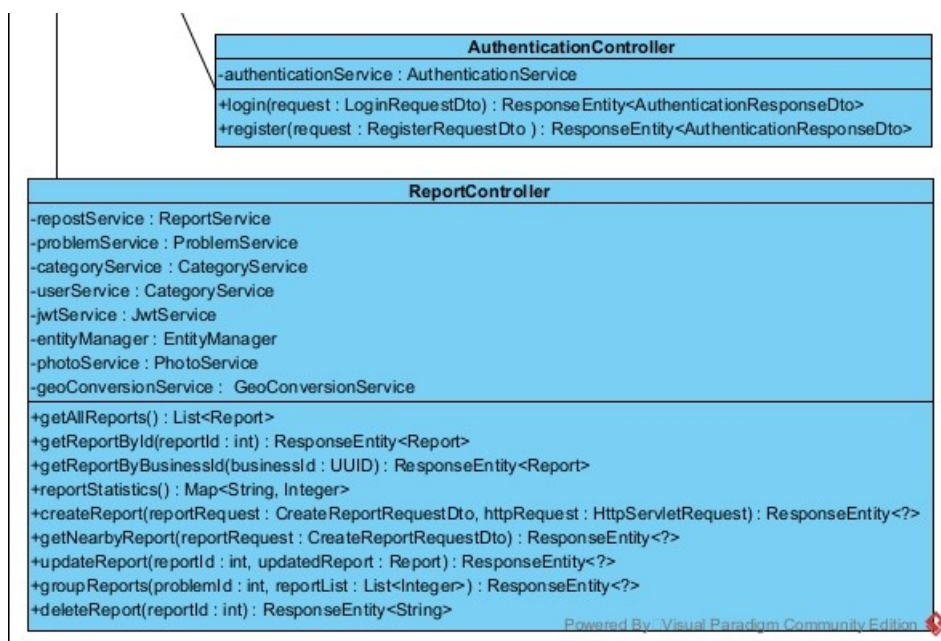 AuthenticationController
-authenticationService : AuthenticationService
+login(request : LoginRequestDto) : ResponseEntity<AuthenticationResponseDto>
+register(request : RegisterRequestDto ) : ResponseEntity<AuthenticationResponseDto>
ReportController
-repostService : ReportService
-problemService : ProblemService
-categoryService : CategoryService
-userService : CategoryService
-jwtService : JwtService
-entityManager : EntityManager
-photoService : PhotoService
-geoConversionService :  GeoConversionService
+getAllReports() : List<Report>
+getReportById(reportId : int) : ResponseEntity<Report>
+getReportByBusinessId(businessId : UUID) : ResponseEntity<Report>
+reportStatistics() : Map<String, Integer>
+createReport(reportRequest : CreateReportRequestDto, httpRequest : HttpServletRequest) : ResponseEntity<?>
+getNearbyReport(reportRequest : CreateReportRequestDto) : ResponseEntity<?>
+updateReport(reportId : int, updatedReport : Report) : ResponseEntity<?>
+groupReports(problemId : int, reportList : List<Integer>) : ResponseEntity<?>
+deleteReport(reportId : int) : ResponseEntity<String>
Powered By Visual Paradigm Community Edition